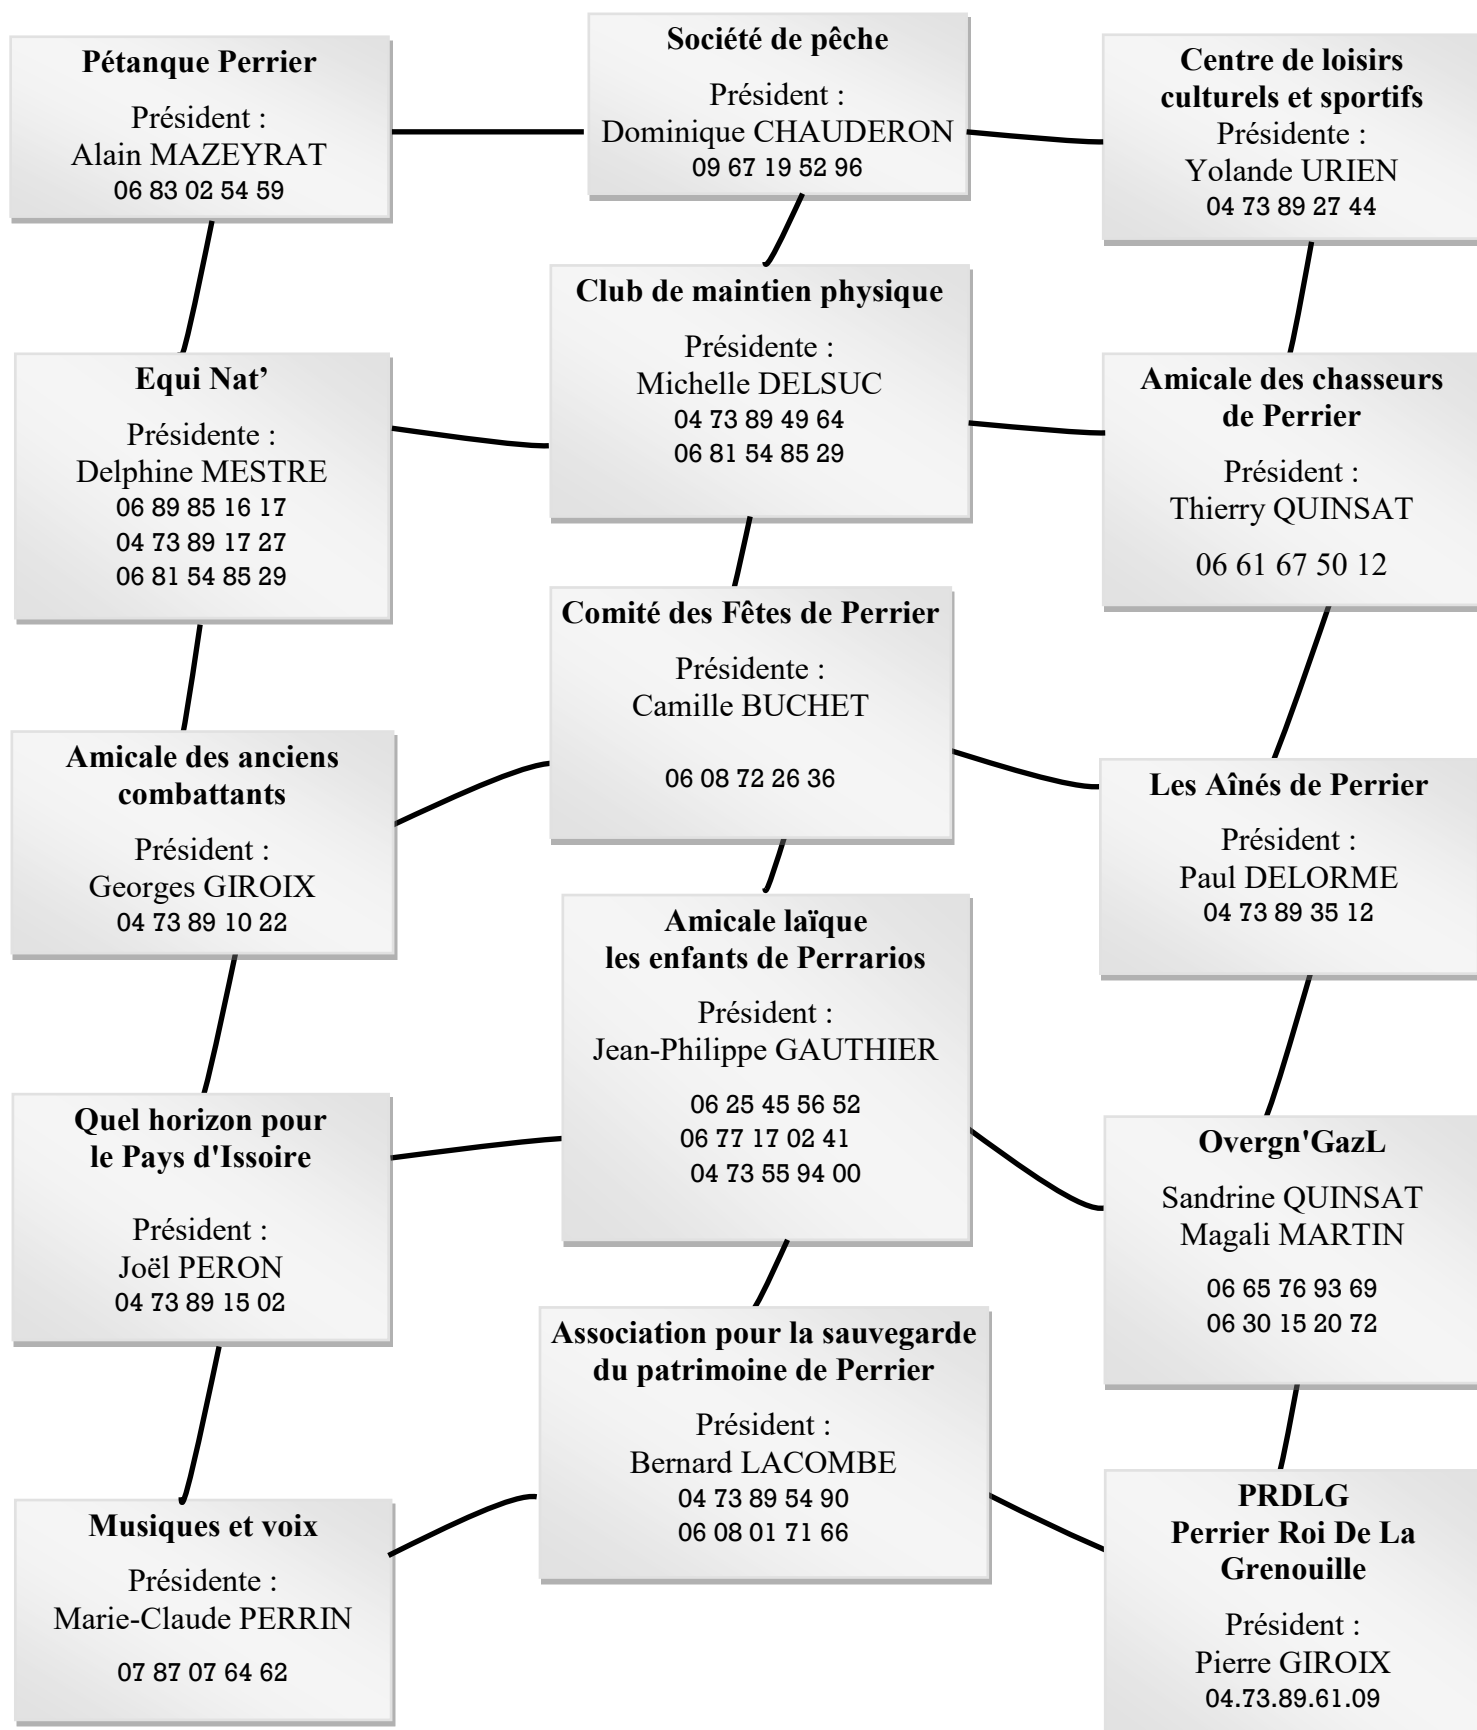 Pétanque Perrier
Président :
Alain MAZEYRAT
06 83 02 54 59
Société de pêche
Président :
Dominique CHAUDERON
09 67 19 52 96
Centre de loisirs
culturels et sportifs
Présidente :
Yolande URIEN
04 73 89 27 44
Equi Nat’
Présidente :
Delphine MESTRE
06 89 85 16 17
04 73 89 17 27
06 81 54 85 29
Club de maintien physique
Présidente :
Michelle DELSUC
04 73 89 49 64
06 81 54 85 29
Amicale des chasseurs
de Perrier
Président :
Thierry QUINSAT
06 61 67 50 12
Amicale des anciens
combattants
Président :
Georges GIROIX
04 73 89 10 22
Comité des Fêtes de Perrier
Présidente :
Camille BUCHET
06 08 72 26 36
Les Aînés de Perrier
Président :
Paul DELORME
04 73 89 35 12
Quel horizon pour
le Pays d'Issoire
Président :
Joël PERON
04 73 89 15 02
Amicale laïque
les enfants de Perrarios
Président :
Jean-Philippe GAUTHIER
06 25 45 56 52
06 77 17 02 41
04 73 55 94 00
Overgn'GazL
Sandrine QUINSAT
Magali MARTIN
06 65 76 93 69
06 30 15 20 72
Musiques et voix
Présidente :
Marie-Claude PERRIN
07 87 07 64 62
Association pour la sauvegarde
du patrimoine de Perrier
Président :
Bernard LACOMBE
04 73 89 54 90
06 08 01 71 66
PRDLG
Perrier Roi De La
Grenouille
Président :
Pierre GIROIX
04.73.89.61.09